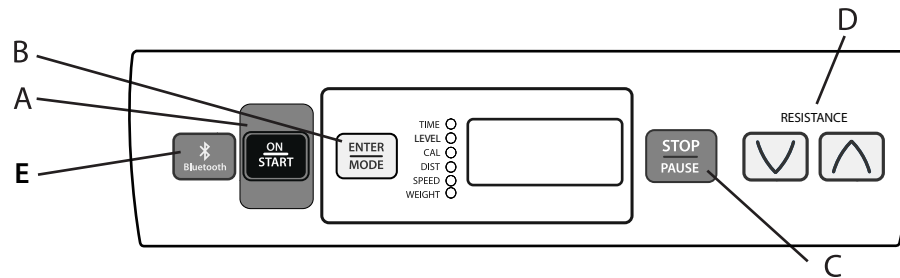 B
A
E
D
C
Bluetooth
ON
START
ENTER
MODE
TIME
LEVEL
CAL
DIST
SPEED
WEIGHT
STOP
PAUSE
RESISTANCE